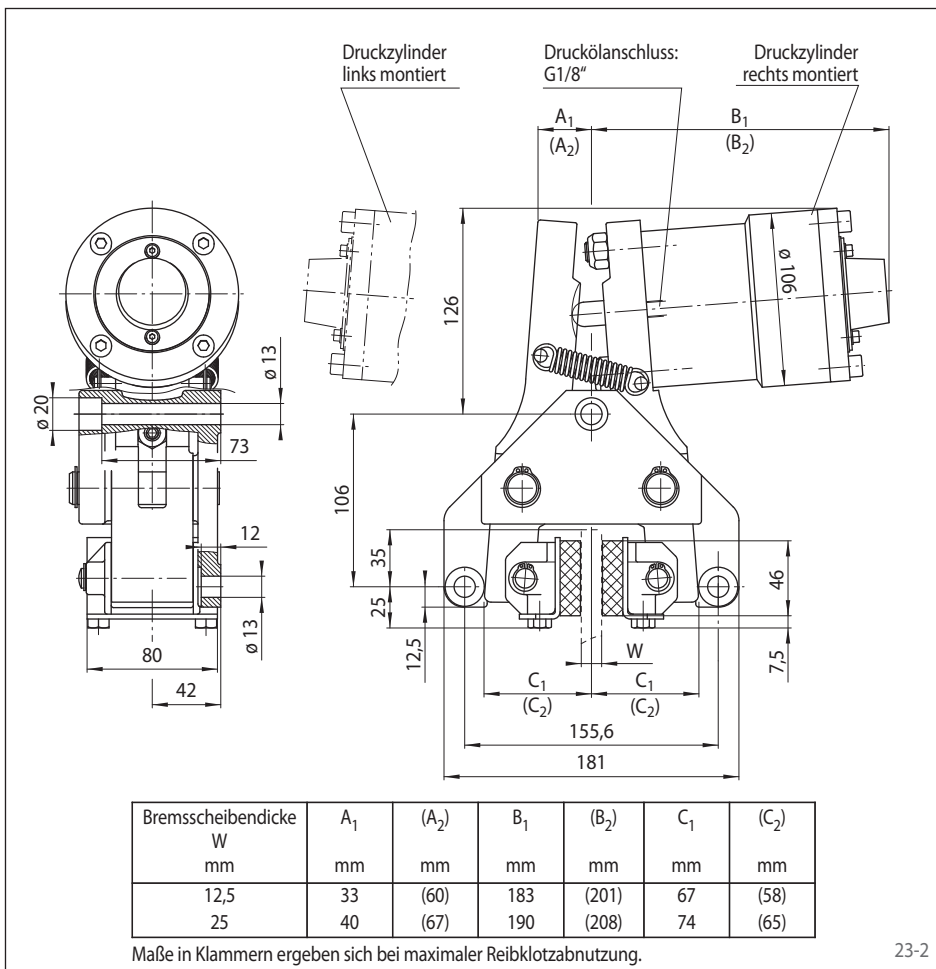 Druckzylinder
links montiert
Druckölanschluss:
G1/8“
Druckzylinder
rechts montiert
A₁
(A₂)
B₁
(B₂)
126
ø 106
ø 13
ø 20
73
106
12
35
25
12,5
46
7,5
ø 13
W
80
42
C₁
(C₂)
C₁
(C₂)
155,6
181
Bremsscheibendicke A₁ (A₂) B₁ (B₂) C₁ (C₂)
W
mm mm mm mm mm mm mm
12,5 33 (60) 183 (201) 67 (58)
25 40 (67) 190 (208) 74 (65)
Maße in Klammern ergeben sich bei maximaler Reibklotzabnutzung.
23-2